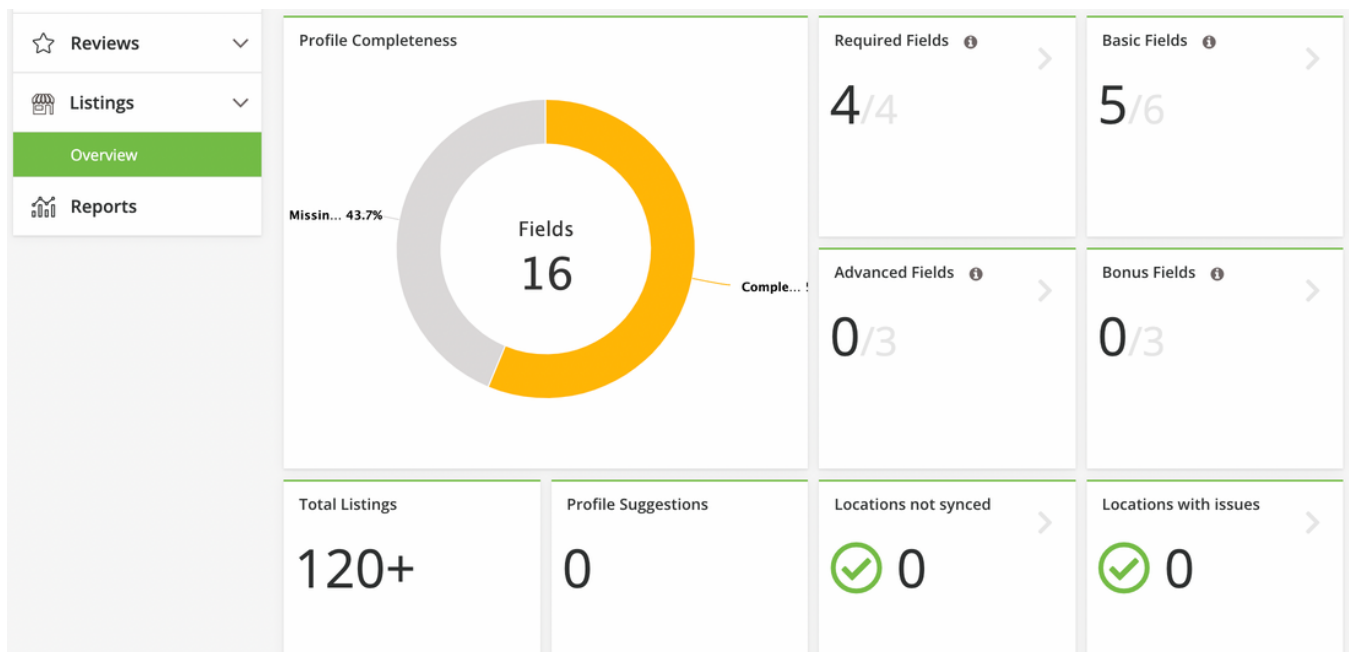 Reviews
Listings
Overview
Reports
Profile Completeness
Missin... 43.7%
Fields
16
Comple...
Required Fields
4/4
Basic Fields
5/6
Advanced Fields
0/3
Bonus Fields
0/3
Total Listings
120+
Profile Suggestions
0
Locations not synced
0
Locations with issues
0